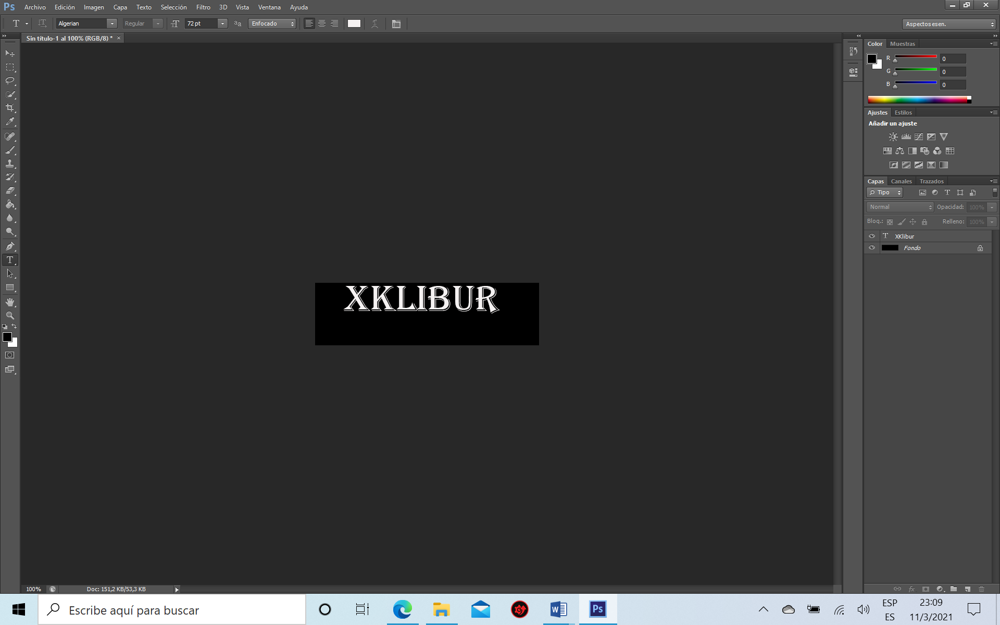 Ps Archivo Edición Imagen Capa Texto Selección Filtro 3D Vista Ventana Ayuda
T Algerian Regular 72 pt aa Enfocado Aspectos esen.
Sin título-1 al 100% (RGB/8) * ×
Color Muestras
R 0
G 0
B 0
Ajustes Estilos
Añadir un ajuste
Capas Canales Trazados
Tipo
Normal Opacidad: 100%
Bloq.: Relleno: 100%
T XKlibur
Fondo
XKLIBUR
100% Doc: 151,2 KB/53,3 KB
Escribe aquí para buscar
W
Ps
ESP
ES
23:09
11/3/2021